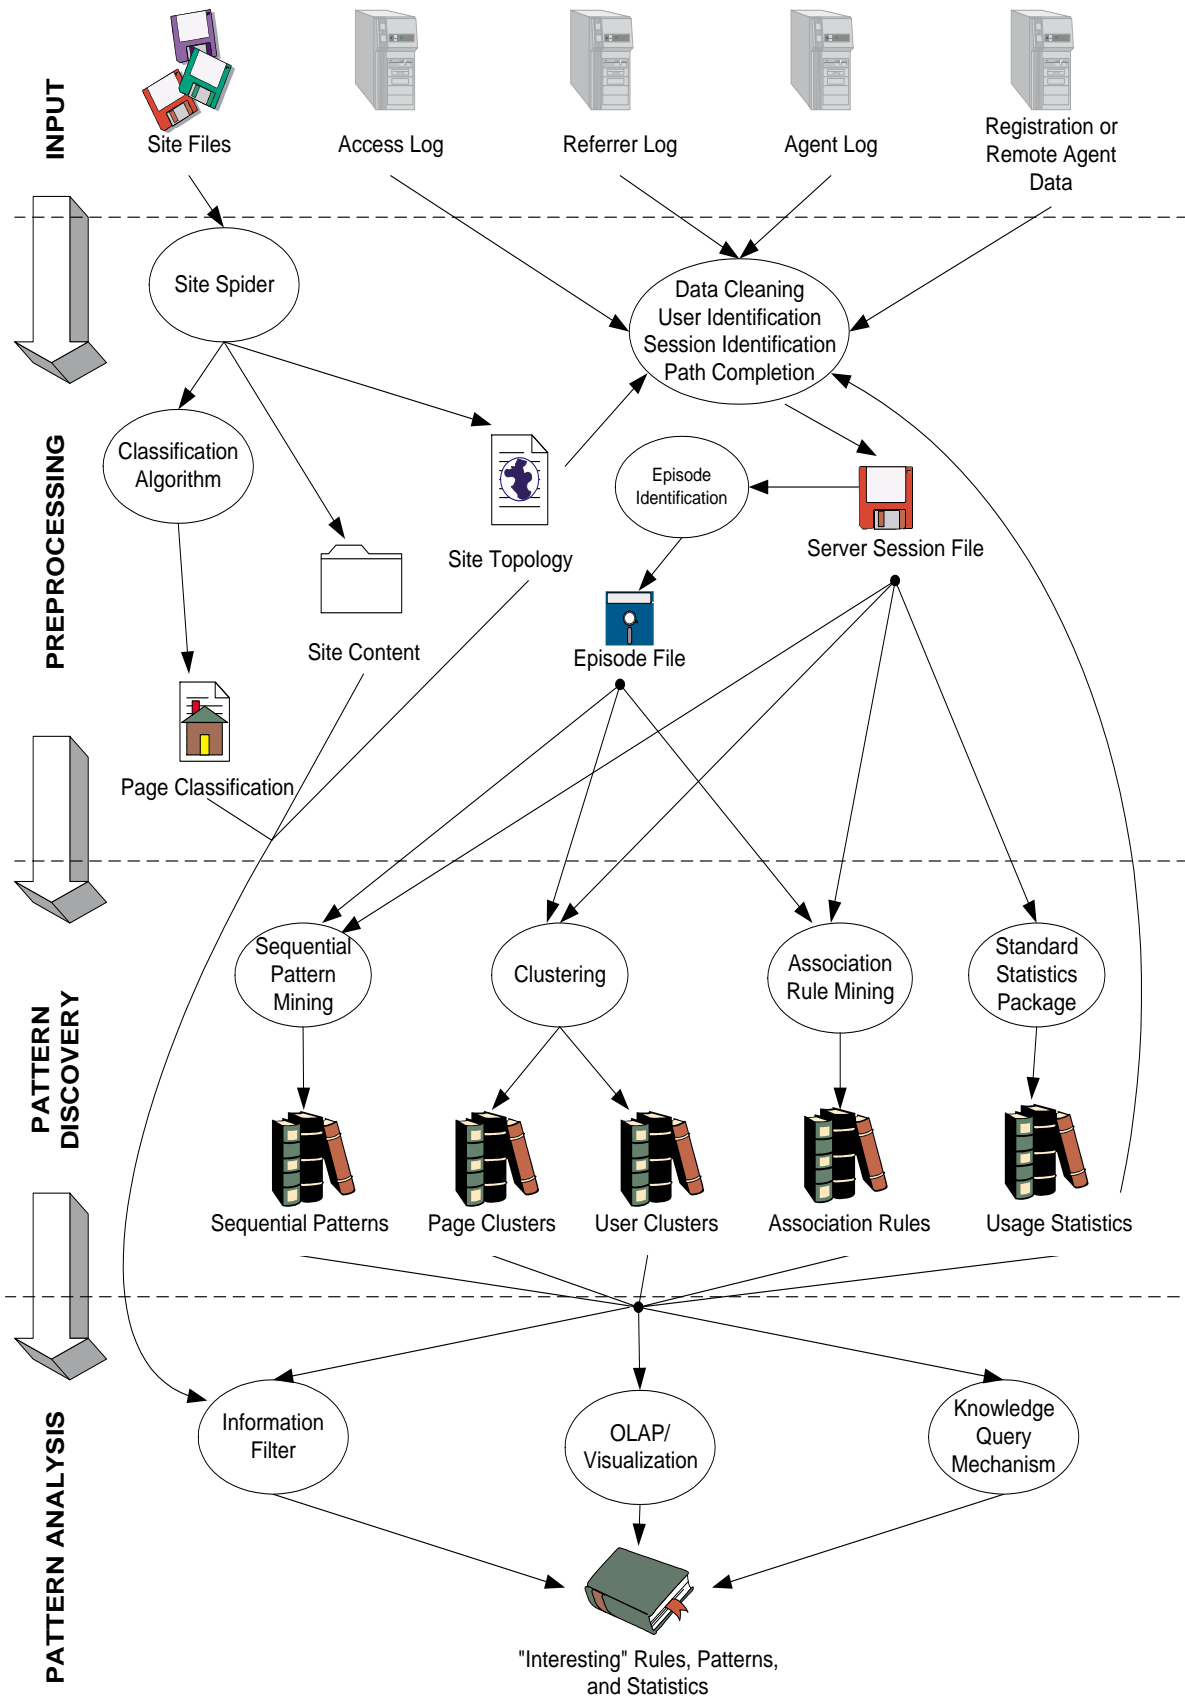 INPUT
Site Files
Access Log
Referrer Log
Agent Log
Registration or
Remote Agent
Data
PREPROCESSING
Site Spider
Data Cleaning
User Identification
Session Identification
Path Completion
Classification
Algorithm
Episode
Identification
Site Topology
Server Session File
Site Content
Episode File
Page Classification
PATTERN
DISCOVERY
Sequential
Pattern
Mining
Clustering
Association
Rule Mining
Standard
Statistics
Package
Sequential Patterns
Page Clusters
User Clusters
Association Rules
Usage Statistics
PATTERN ANALYSIS
Information
Filter
OLAP/
Visualization
Knowledge
Query
Mechanism
"Interesting" Rules, Patterns,
and Statistics